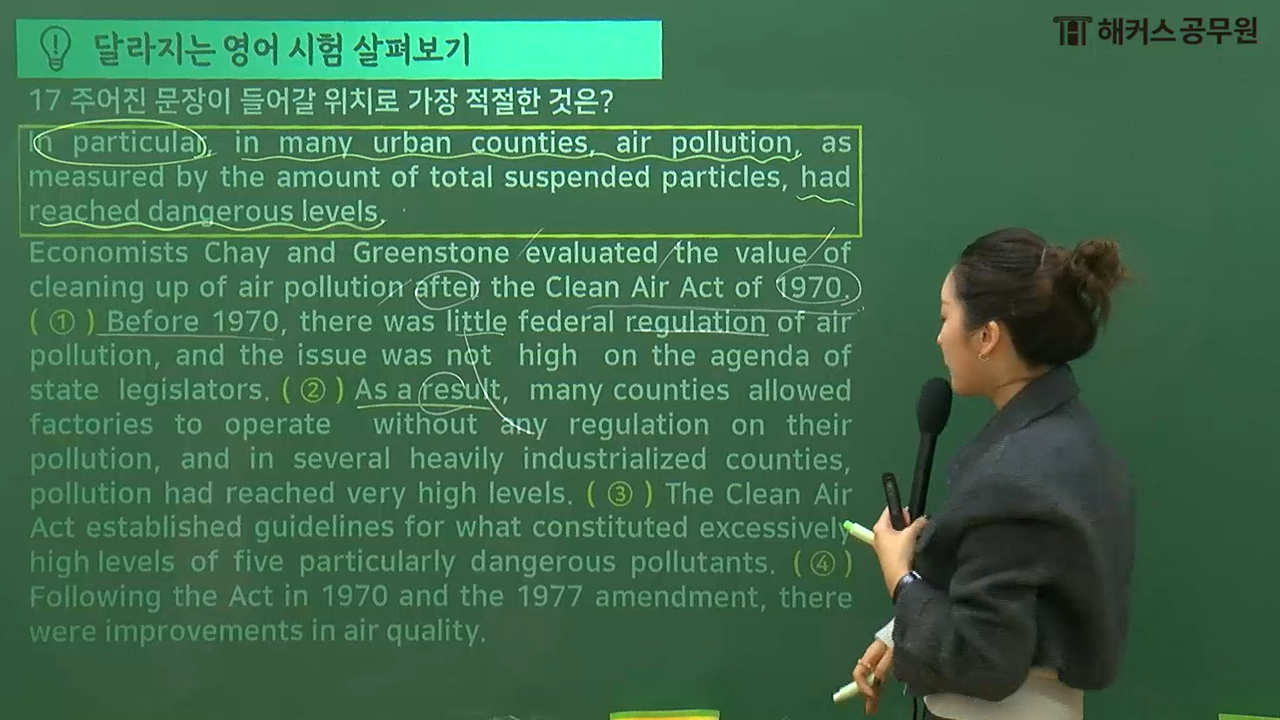 해커스공무원
달라지는 영어 시험 살펴보기
17 주어진 문장이 들어갈 위치로 가장 적절한 것은?
In particular, in many urban counties, air pollution, as
measured by the amount of total suspended particles, had
reached dangerous levels.
Economists Chay and Greenstone evaluated the value of
cleaning up of air pollution after the Clean Air Act of 1970.
( ① ) Before 1970, there was little federal regulation of air
pollution, and the issue was not high on the agenda of
state legislators. ( ② ) As a result, many counties allowed
factories to operate without any regulation on their
pollution, and in several heavily industrialized counties,
pollution had reached very high levels. ( ③ ) The Clean Air
Act established guidelines for what constituted excessively
high levels of five particularly dangerous pollutants. ( ④ )
Following the Act in 1970 and the 1977 amendment, there
were improvements in air quality.